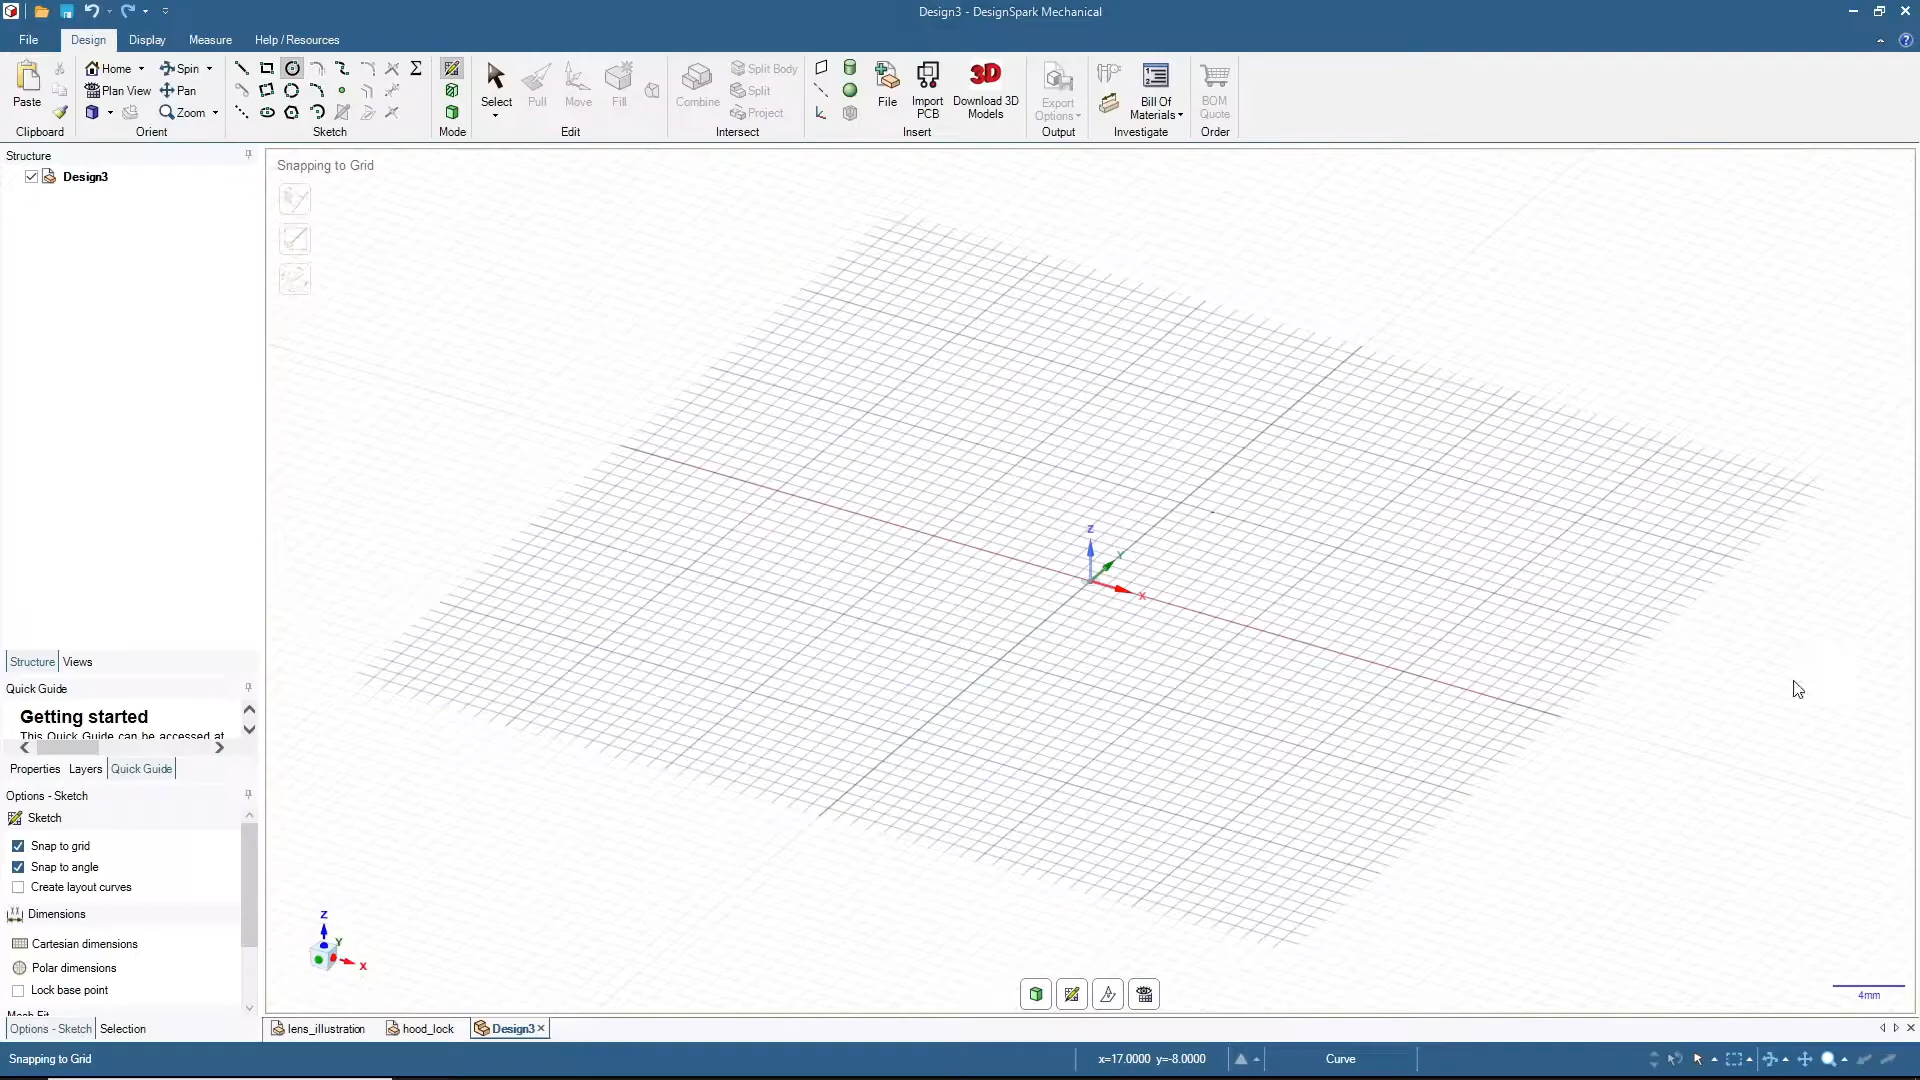 Design3 - DesignSpark Mechanical
File Design Display Measure Help / Resources
Paste
Clipboard
Home Spin
Plan View Pan
Zoom
Orient
Sketch
Mode
Select Pull Move Fill
Edit
Combine
Split Body
Split
Project
Intersect
File
Import PCB
3D
Download 3D Models
Insert
Export Options
Output
Bill Of Materials
Investigate
BOM Quote
Order
Structure
Design3
Snapping to Grid
Z
Y
X
Structure Views
Quick Guide
Getting started
This Quick Guide can be accessed at
Properties Layers Quick Guide
Options - Sketch
Sketch
Snap to grid
Snap to angle
Create layout curves
Dimensions
Cartesian dimensions
Polar dimensions
Lock base point
Z
Y
X
4mm
Options - Sketch Selection
lens_illustration hood_lock Design3
Snapping to Grid x=17.0000 y=-8.0000 Curve